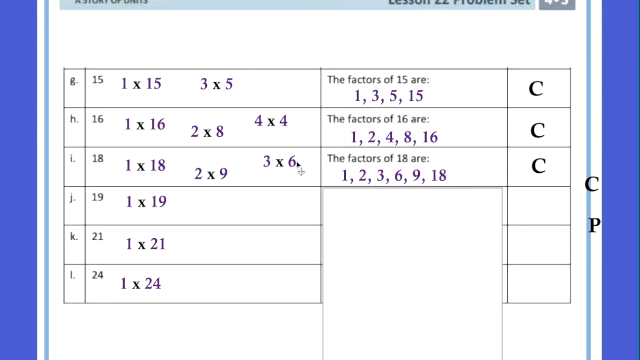 A STORY OF UNITS
Lesson 22 Problem Set
4•3
g. 15 1 x 15 3 x 5 The factors of 15 are: C
1, 3, 5, 15
h. 16 1 x 16 2 x 8 4 x 4 The factors of 16 are: C
1, 2, 4, 8, 16
i. 18 1 x 18 2 x 9 3 x 6 The factors of 18 are: C
1, 2, 3, 6, 9, 18
C
j. 19 1 x 19
P
k. 21 1 x 21
l. 24 1 x 24